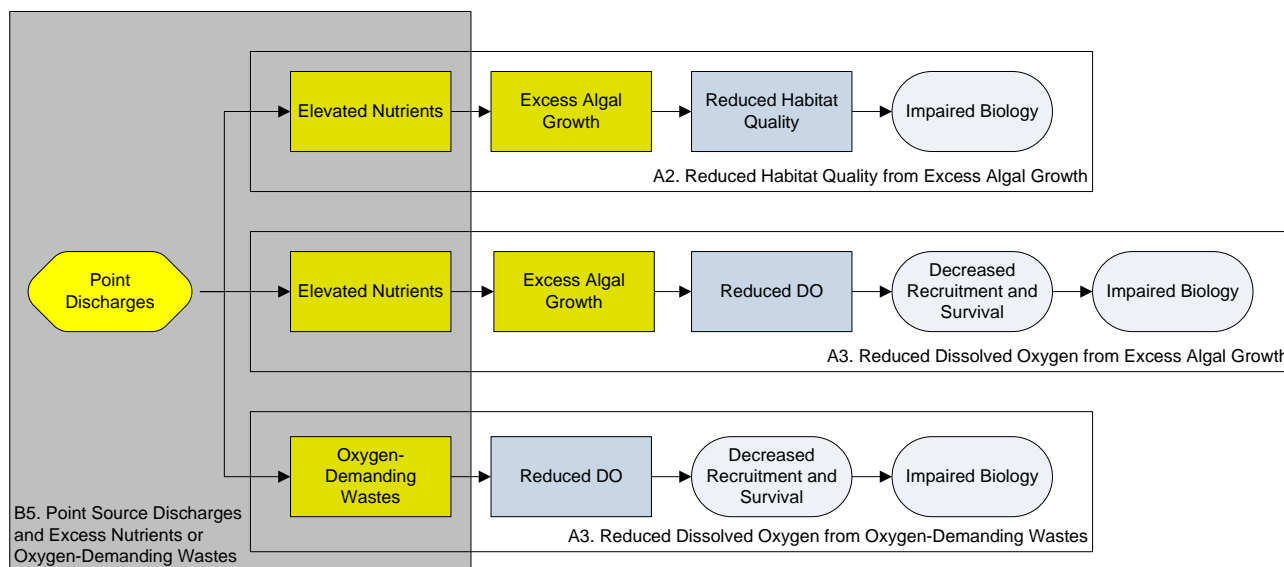 Elevated Nutrients
Excess Algal
Growth
Reduced Habitat
Quality
Impaired Biology
A2. Reduced Habitat Quality from Excess Algal Growth
Point
Discharges
Elevated Nutrients
Excess Algal
Growth
Reduced DO
Decreased
Recruitment and
Survival
Impaired Biology
A3. Reduced Dissolved Oxygen from Excess Algal Growth
Oxygen-
Demanding
Wastes
Reduced DO
Decreased
Recruitment and
Survival
Impaired Biology
A3. Reduced Dissolved Oxygen from Oxygen-Demanding Wastes
B5. Point Source Discharges
and Excess Nutrients or
Oxygen-Demanding Wastes